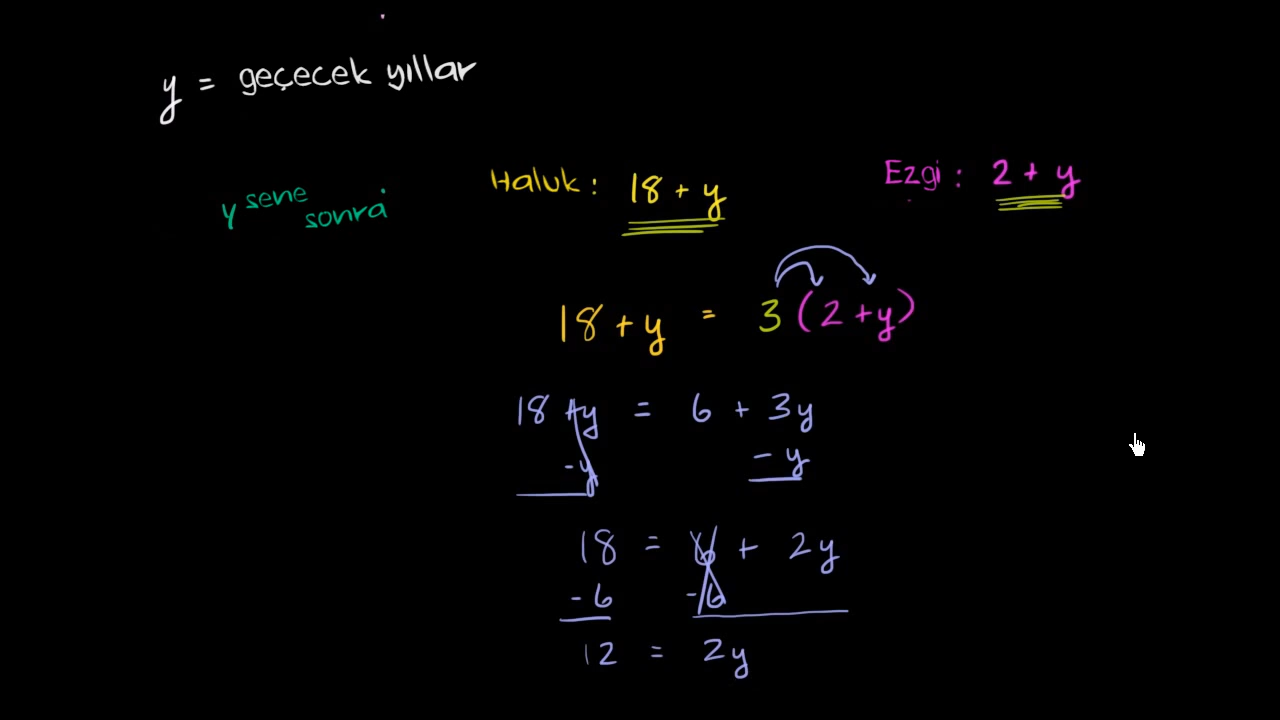 y = geçecek yıllar
y sene sonra
Haluk: 18 + y
Ezgi: 2 + y
18 + y = 3 (2 + y)
18 + y = 6 + 3y
- y - y
18 = 6 + 2y
- 6 - 6
12 = 2y